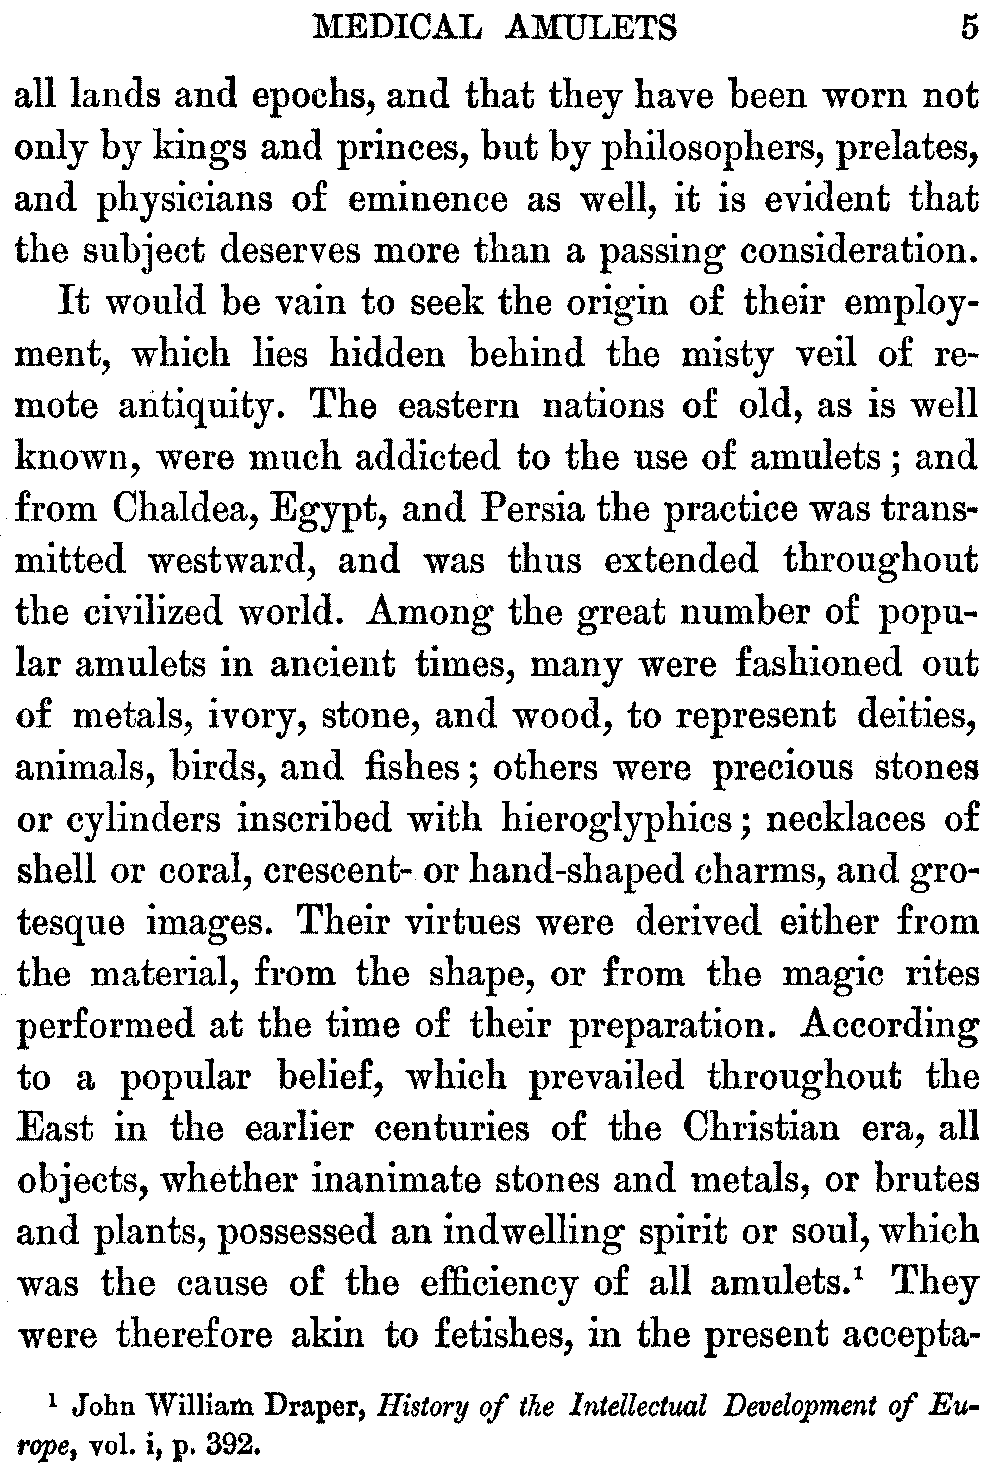 MEDICAL AMULETS 5
all lands and epochs, and that they have been worn not
only by kings and princes, but by philosophers, prelates,
and physicians of eminence as well, it is evident that
the subject deserves more than a passing consideration.
It would be vain to seek the origin of their employ-
ment, which lies hidden behind the misty veil of re-
mote antiquity. The eastern nations of old, as is well
known, were much addicted to the use of amulets; and
from Chaldea, Egypt, and Persia the practice was trans-
mitted westward, and was thus extended throughout
the civilized world. Among the great number of popu-
lar amulets in ancient times, many were fashioned out
of metals, ivory, stone, and wood, to represent deities,
animals, birds, and fishes; others were precious stones
or cylinders inscribed with hieroglyphics; necklaces of
shell or coral, crescent- or hand-shaped charms, and gro-
tesque images. Their virtues were derived either from
the material, from the shape, or from the magic rites
performed at the time of their preparation. According
to a popular belief, which prevailed throughout the
East in the earlier centuries of the Christian era, all
objects, whether inanimate stones and metals, or brutes
and plants, possessed an indwelling spirit or soul, which
was the cause of the efficiency of all amulets.¹ They
were therefore akin to fetishes, in the present accepta-
¹ John William Draper, History of the Intellectual Development of Eu-
rope, vol. i, p. 392.